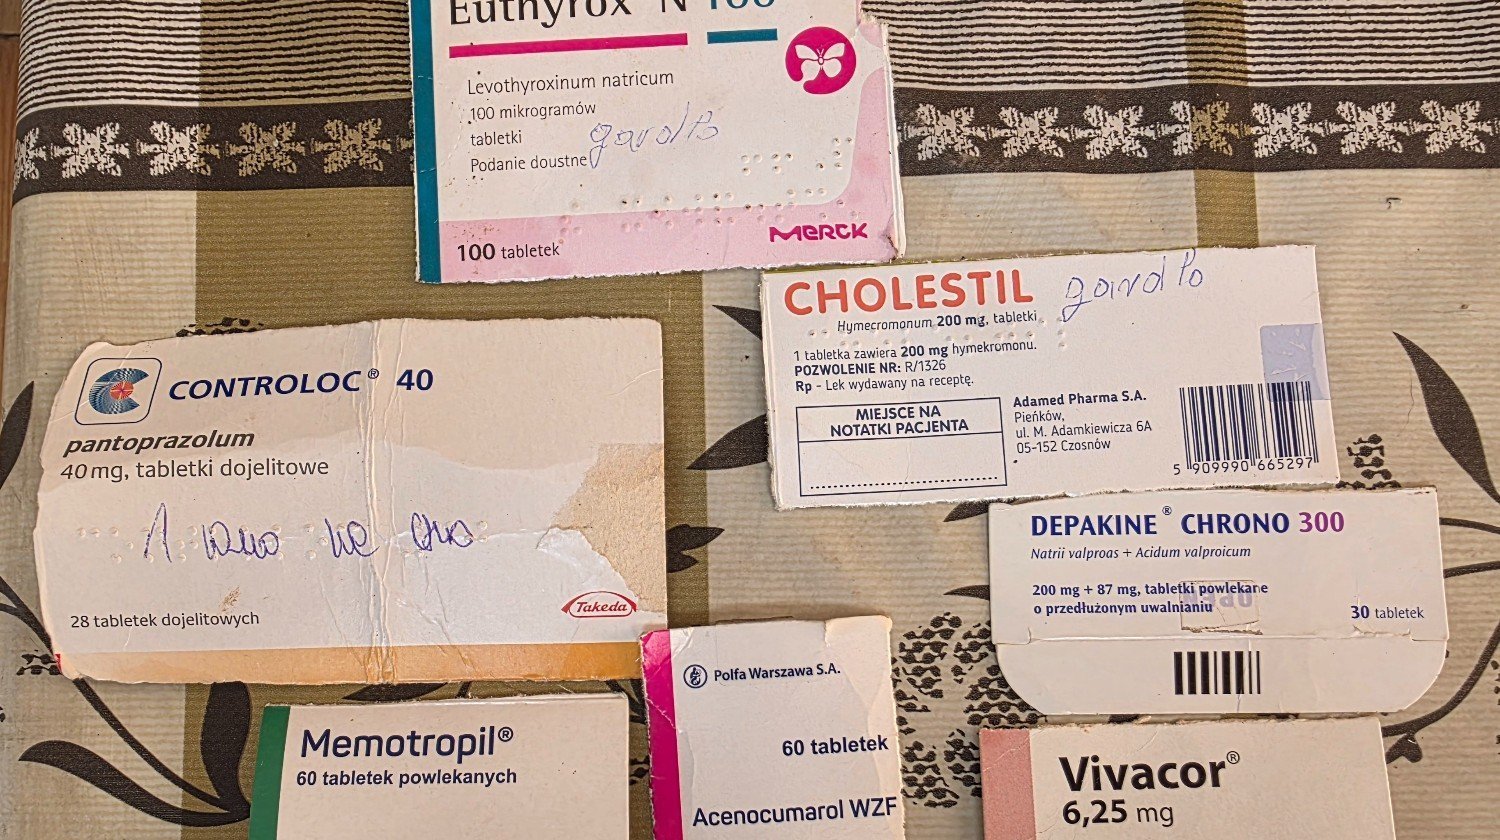 Euthyrox N 100
Levothyroxinum natricum
100 mikrogramów
tabletki
Podanie doustne
100 tabletek
MERCK
CHOLESTIL
Hymecromonum 200 mg, tabletki
1 tabletka zawiera 200 mg hymekromonu.
POZWOLENIE NR: R/1326
Rp - Lek wydawany na receptę.
MIEJSCE NA
NOTATKI PACJENTA
Adamed Pharma S.A.
Pieńków,
ul. M. Adamkiewicza 6A
05-152 Czosnów
5 909990 665297
CONTROLOC® 40
pantoprazolum
40 mg, tabletki dojelitowe
1 rano na
28 tabletek dojelitowych
Takeda
DEPAKINE® CHRONO 300
Natrii valproas + Acidum valproicum
200 mg + 87 mg, tabletki powlekane
o przedłużonym uwalnianiu
30 tabletek
OPEN
Memotropil®
60 tabletek powlekanych
Polfa Warszawa S.A.
60 tabletek
Acenocumarol WZF
Vivacor®
6,25 mg